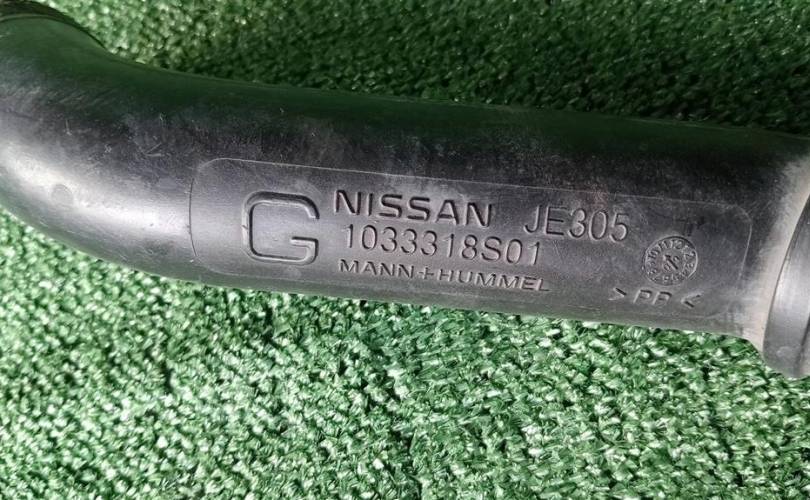 G
NISSAN JE305
1033318S01
MANN+HUMMEL
>PP<